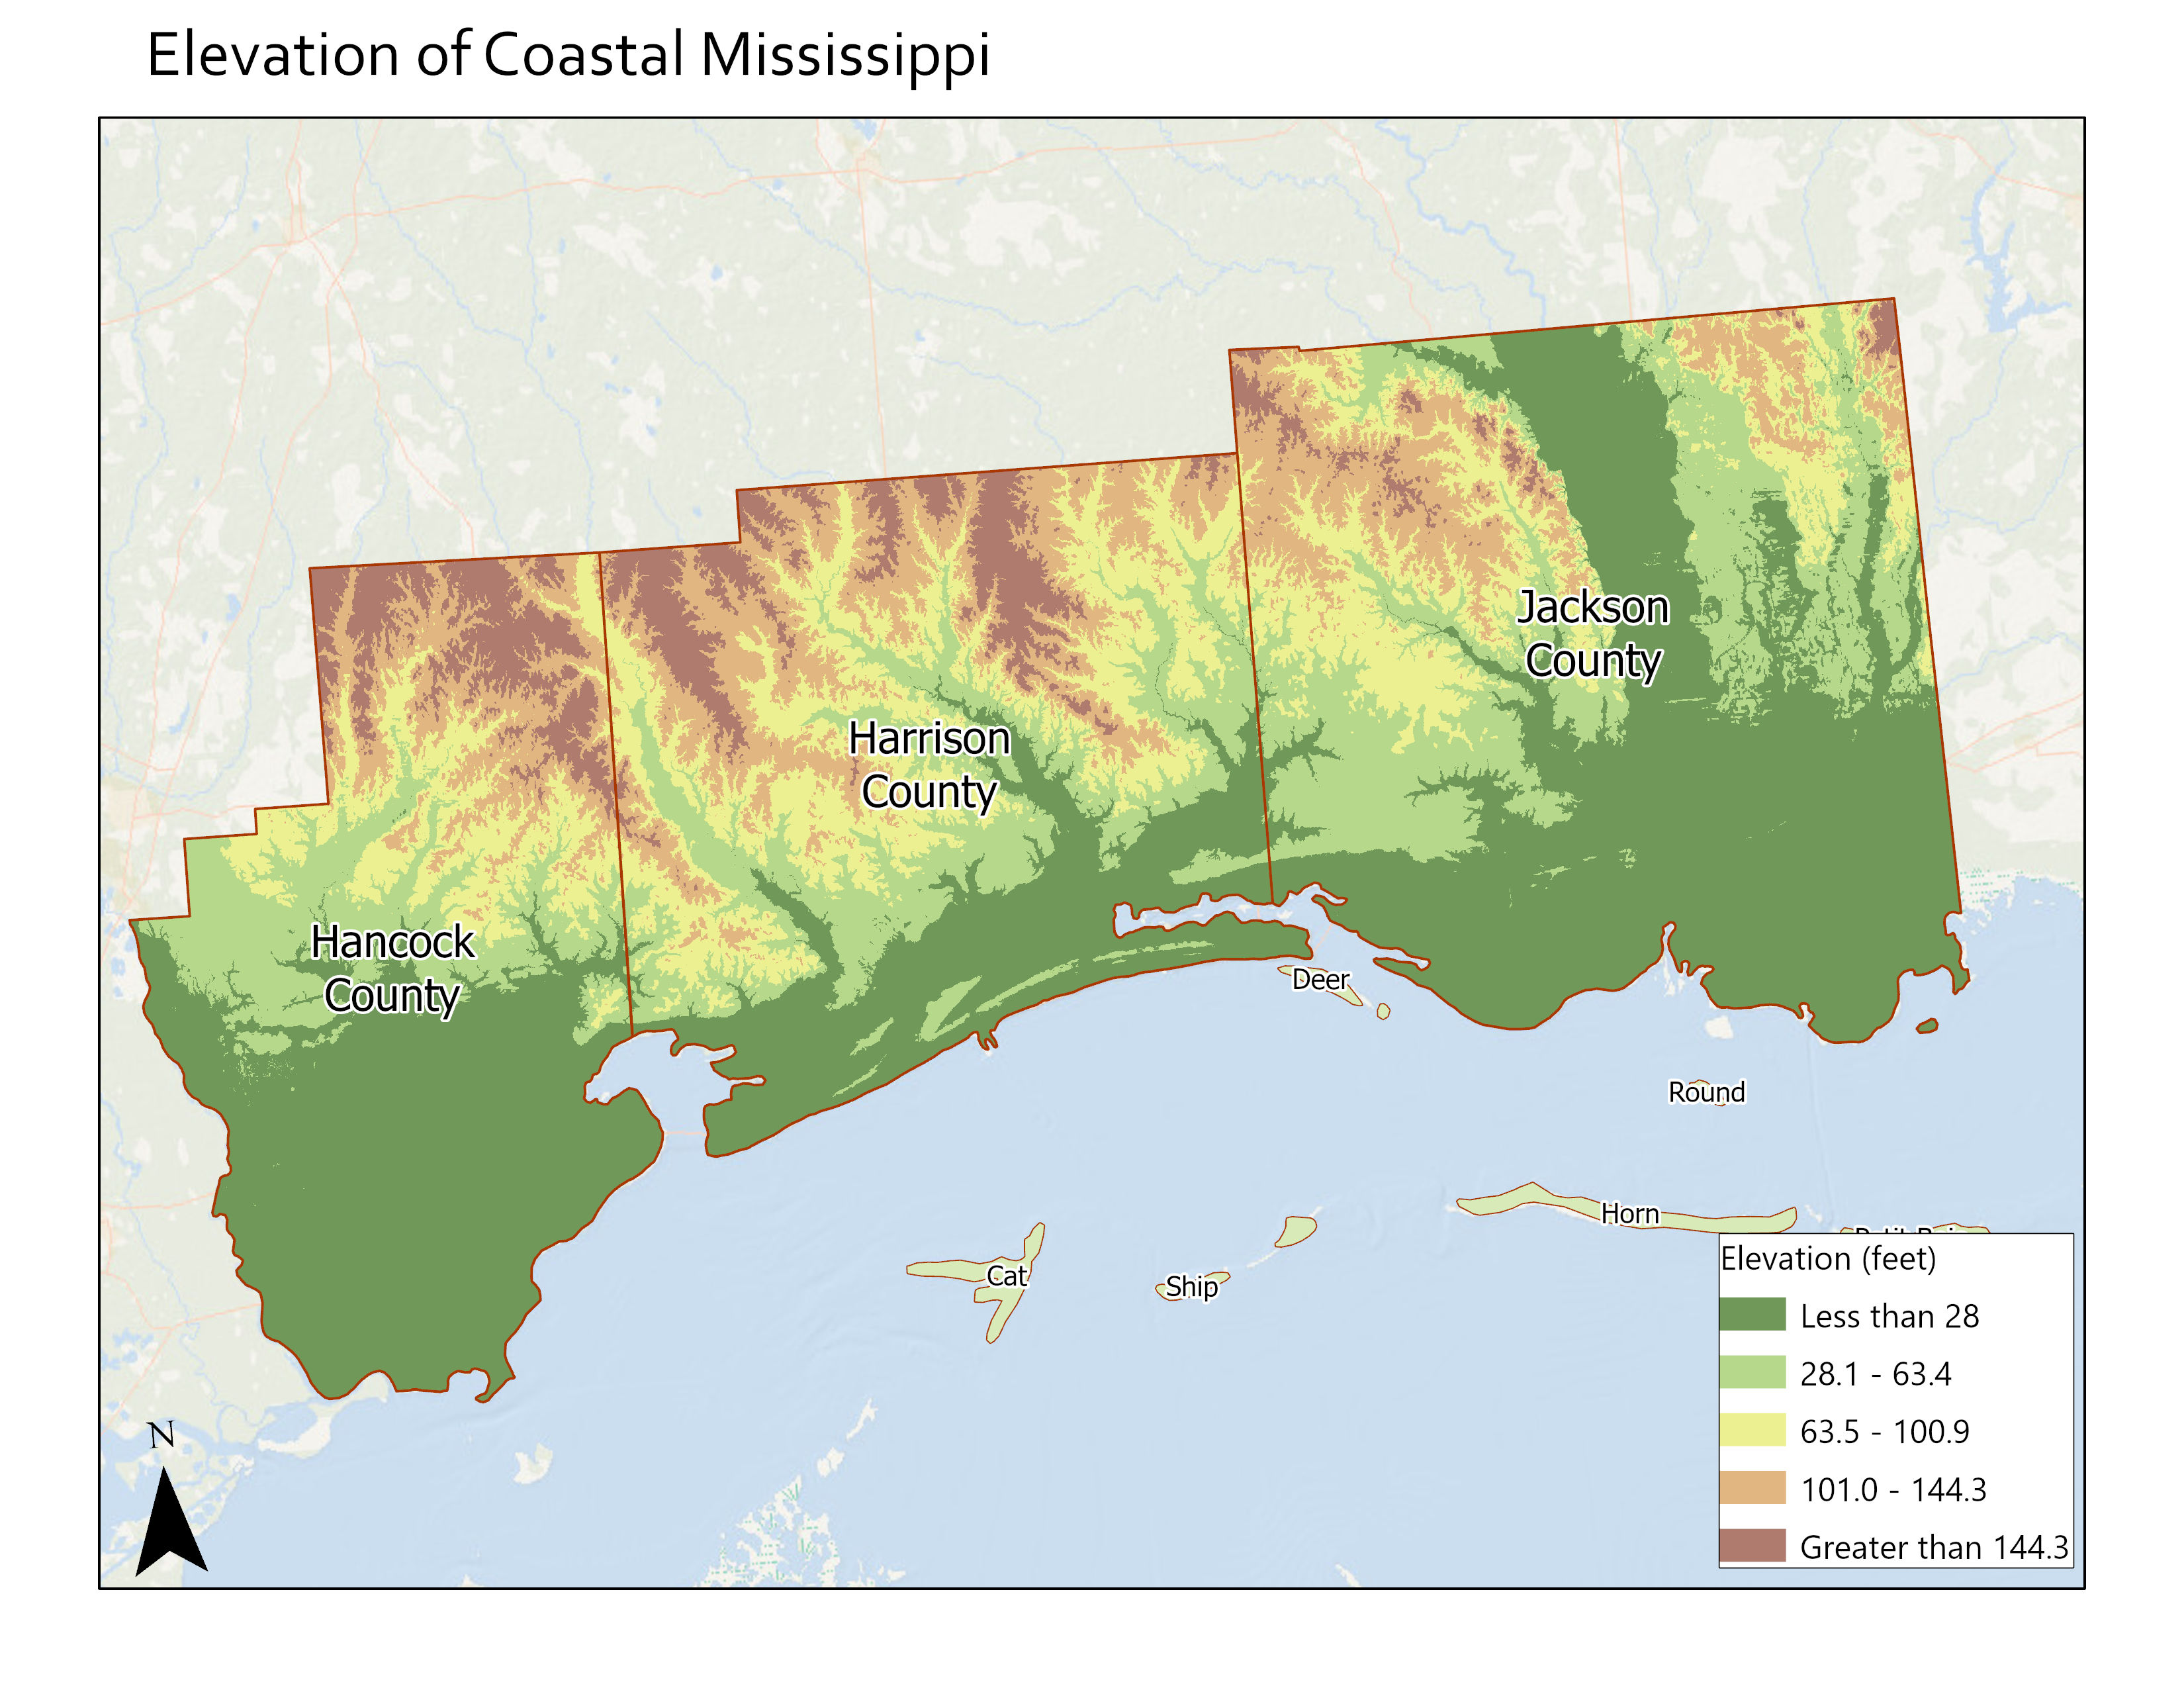 Elevation of Coastal Mississippi
Jackson
County
Harrison
County
Hancock
County
Deer
Round
Horn
Cat
Ship
Elevation (feet)
Less than 28
28.1 - 63.4
63.5 - 100.9
101.0 - 144.3
Greater than 144.3
N